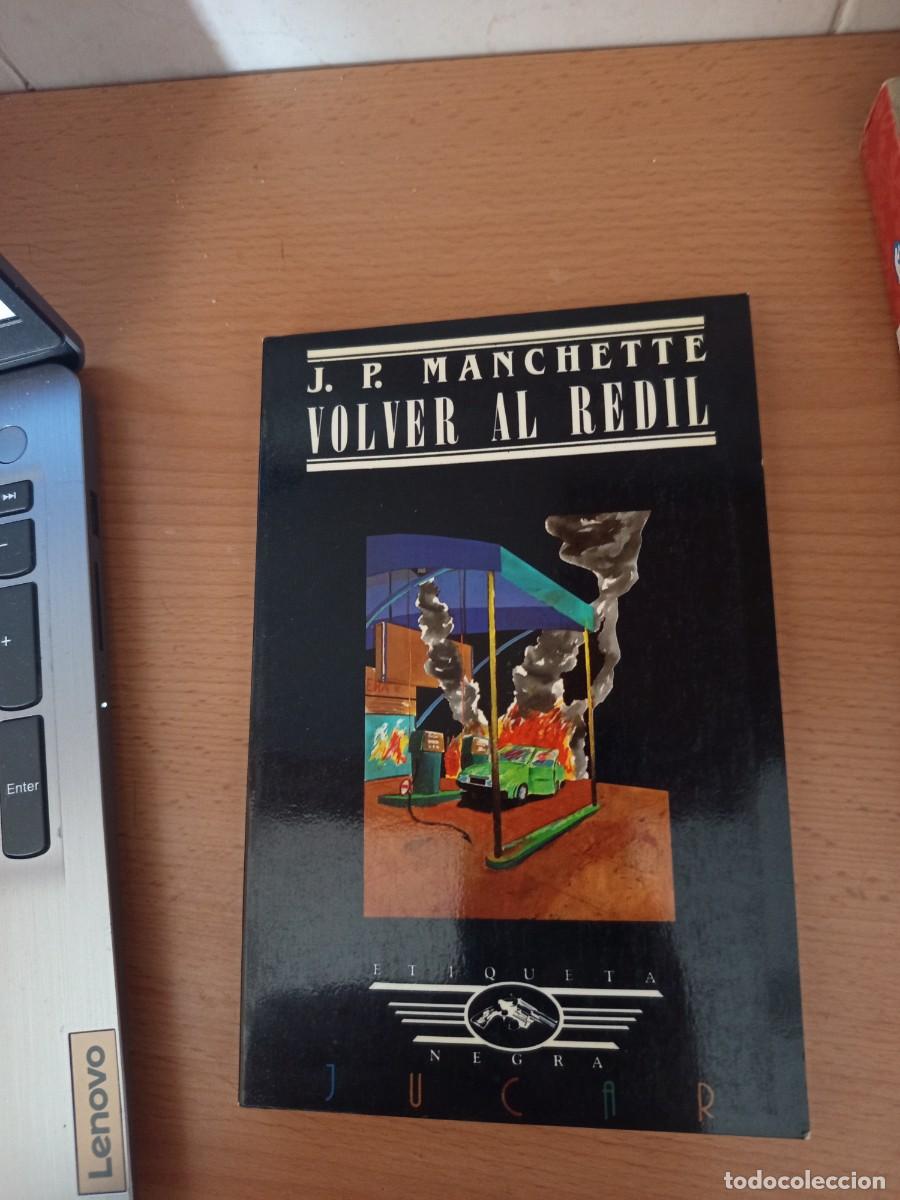 J. P. MANCHETTE
VOLVER AL REDIL
ETIQUETA
NEGRA
JUCAR
Enter
+
Lenovo
todocoleccion